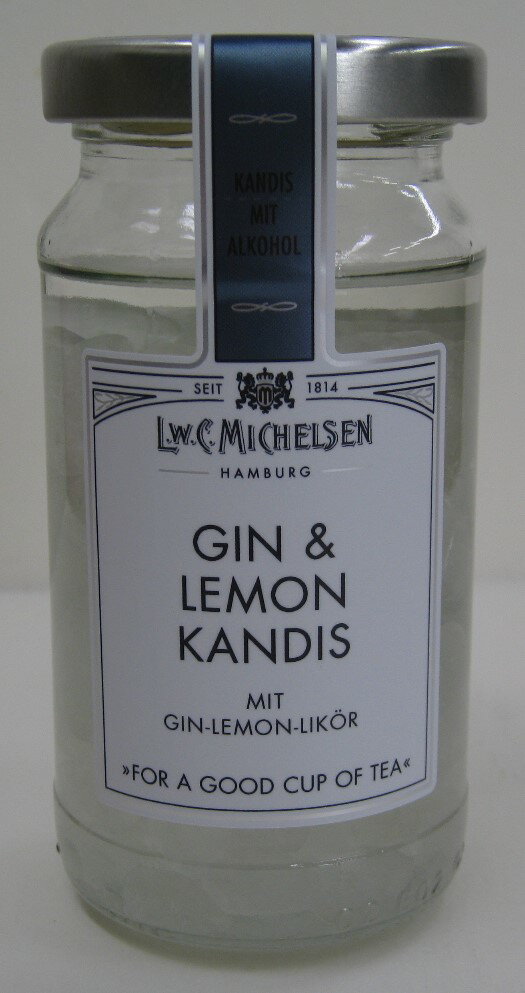 KANDIS
MIT
ALKOHOL
SEIT 1814
M
L.W.C. MICHELSEN
HAMBURG
GIN &
LEMON
KANDIS
MIT
GIN-LEMON-LIKÖR
»FOR A GOOD CUP OF TEA«